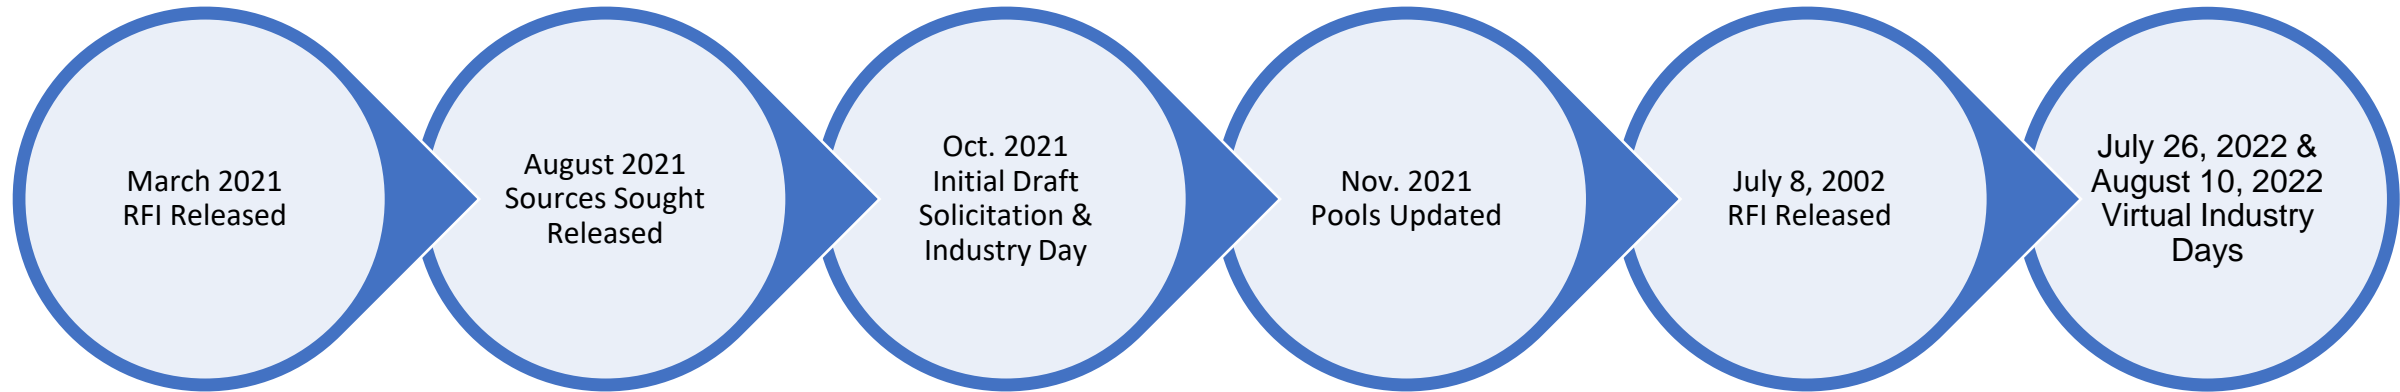 March 2021
RFI Released
August 2021
Sources Sought
Released
Oct. 2021
Initial Draft
Solicitation &
Industry Day
Nov. 2021
Pools Updated
July 8, 2002
RFI Released
July 26, 2022 &
August 10, 2022
Virtual Industry
Days